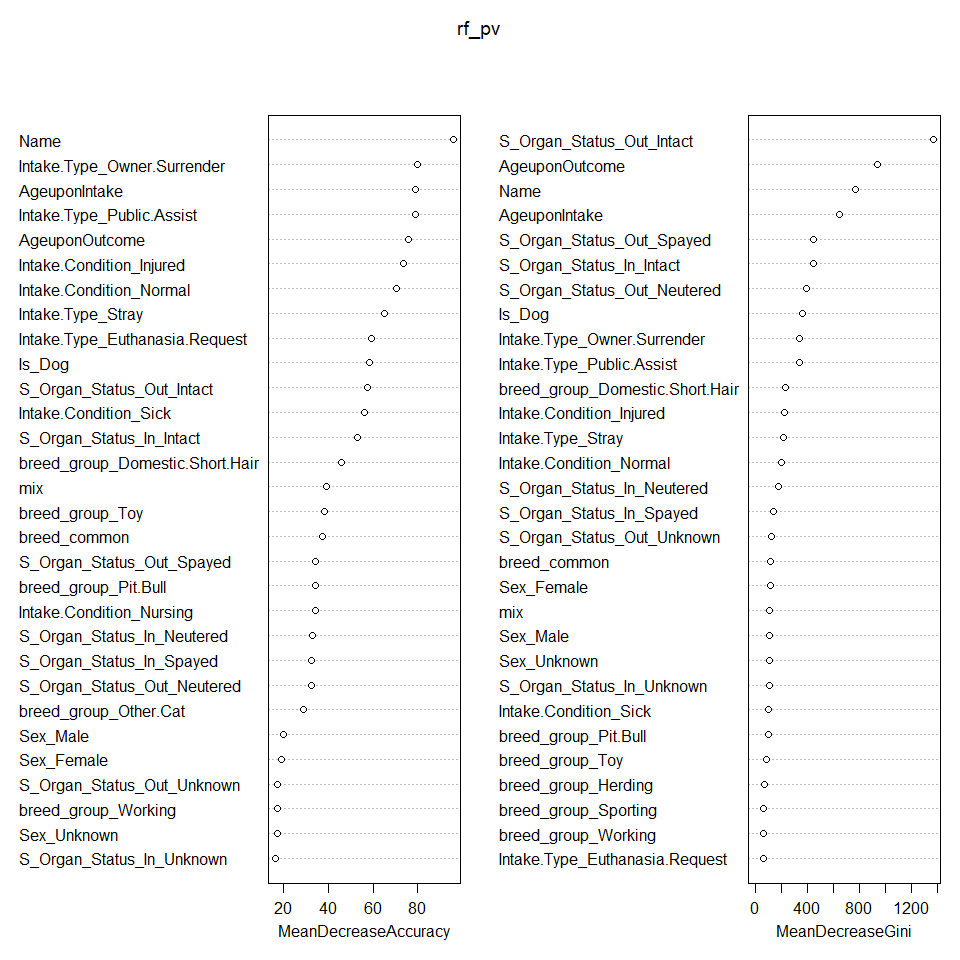 rf_pv
Name
Intake.Type_Owner.Surrender
AgeuponIntake
Intake.Type_Public.Assist
AgeuponOutcome
Intake.Condition_Injured
Intake.Condition_Normal
Intake.Type_Stray
Intake.Type_Euthanasia.Request
Is_Dog
S_Organ_Status_Out_Intact
Intake.Condition_Sick
S_Organ_Status_In_Intact
breed_group_Domestic.Short.Hair
mix
breed_group_Toy
breed_common
S_Organ_Status_Out_Spayed
breed_group_Pit.Bull
Intake.Condition_Nursing
S_Organ_Status_In_Neutered
S_Organ_Status_In_Spayed
S_Organ_Status_Out_Neutered
breed_group_Other.Cat
Sex_Male
Sex_Female
S_Organ_Status_Out_Unknown
breed_group_Working
Sex_Unknown
S_Organ_Status_In_Unknown
20 40 60 80
MeanDecreaseAccuracy
S_Organ_Status_Out_Intact
AgeuponOutcome
Name
AgeuponIntake
S_Organ_Status_Out_Spayed
S_Organ_Status_In_Intact
S_Organ_Status_Out_Neutered
Is_Dog
Intake.Type_Owner.Surrender
Intake.Type_Public.Assist
breed_group_Domestic.Short.Hair
Intake.Condition_Injured
Intake.Type_Stray
Intake.Condition_Normal
S_Organ_Status_In_Neutered
S_Organ_Status_In_Spayed
S_Organ_Status_Out_Unknown
breed_common
Sex_Female
mix
Sex_Male
Sex_Unknown
S_Organ_Status_In_Unknown
Intake.Condition_Sick
breed_group_Pit.Bull
breed_group_Toy
breed_group_Herding
breed_group_Sporting
breed_group_Working
Intake.Type_Euthanasia.Request
0 400 800 1200
MeanDecreaseGini